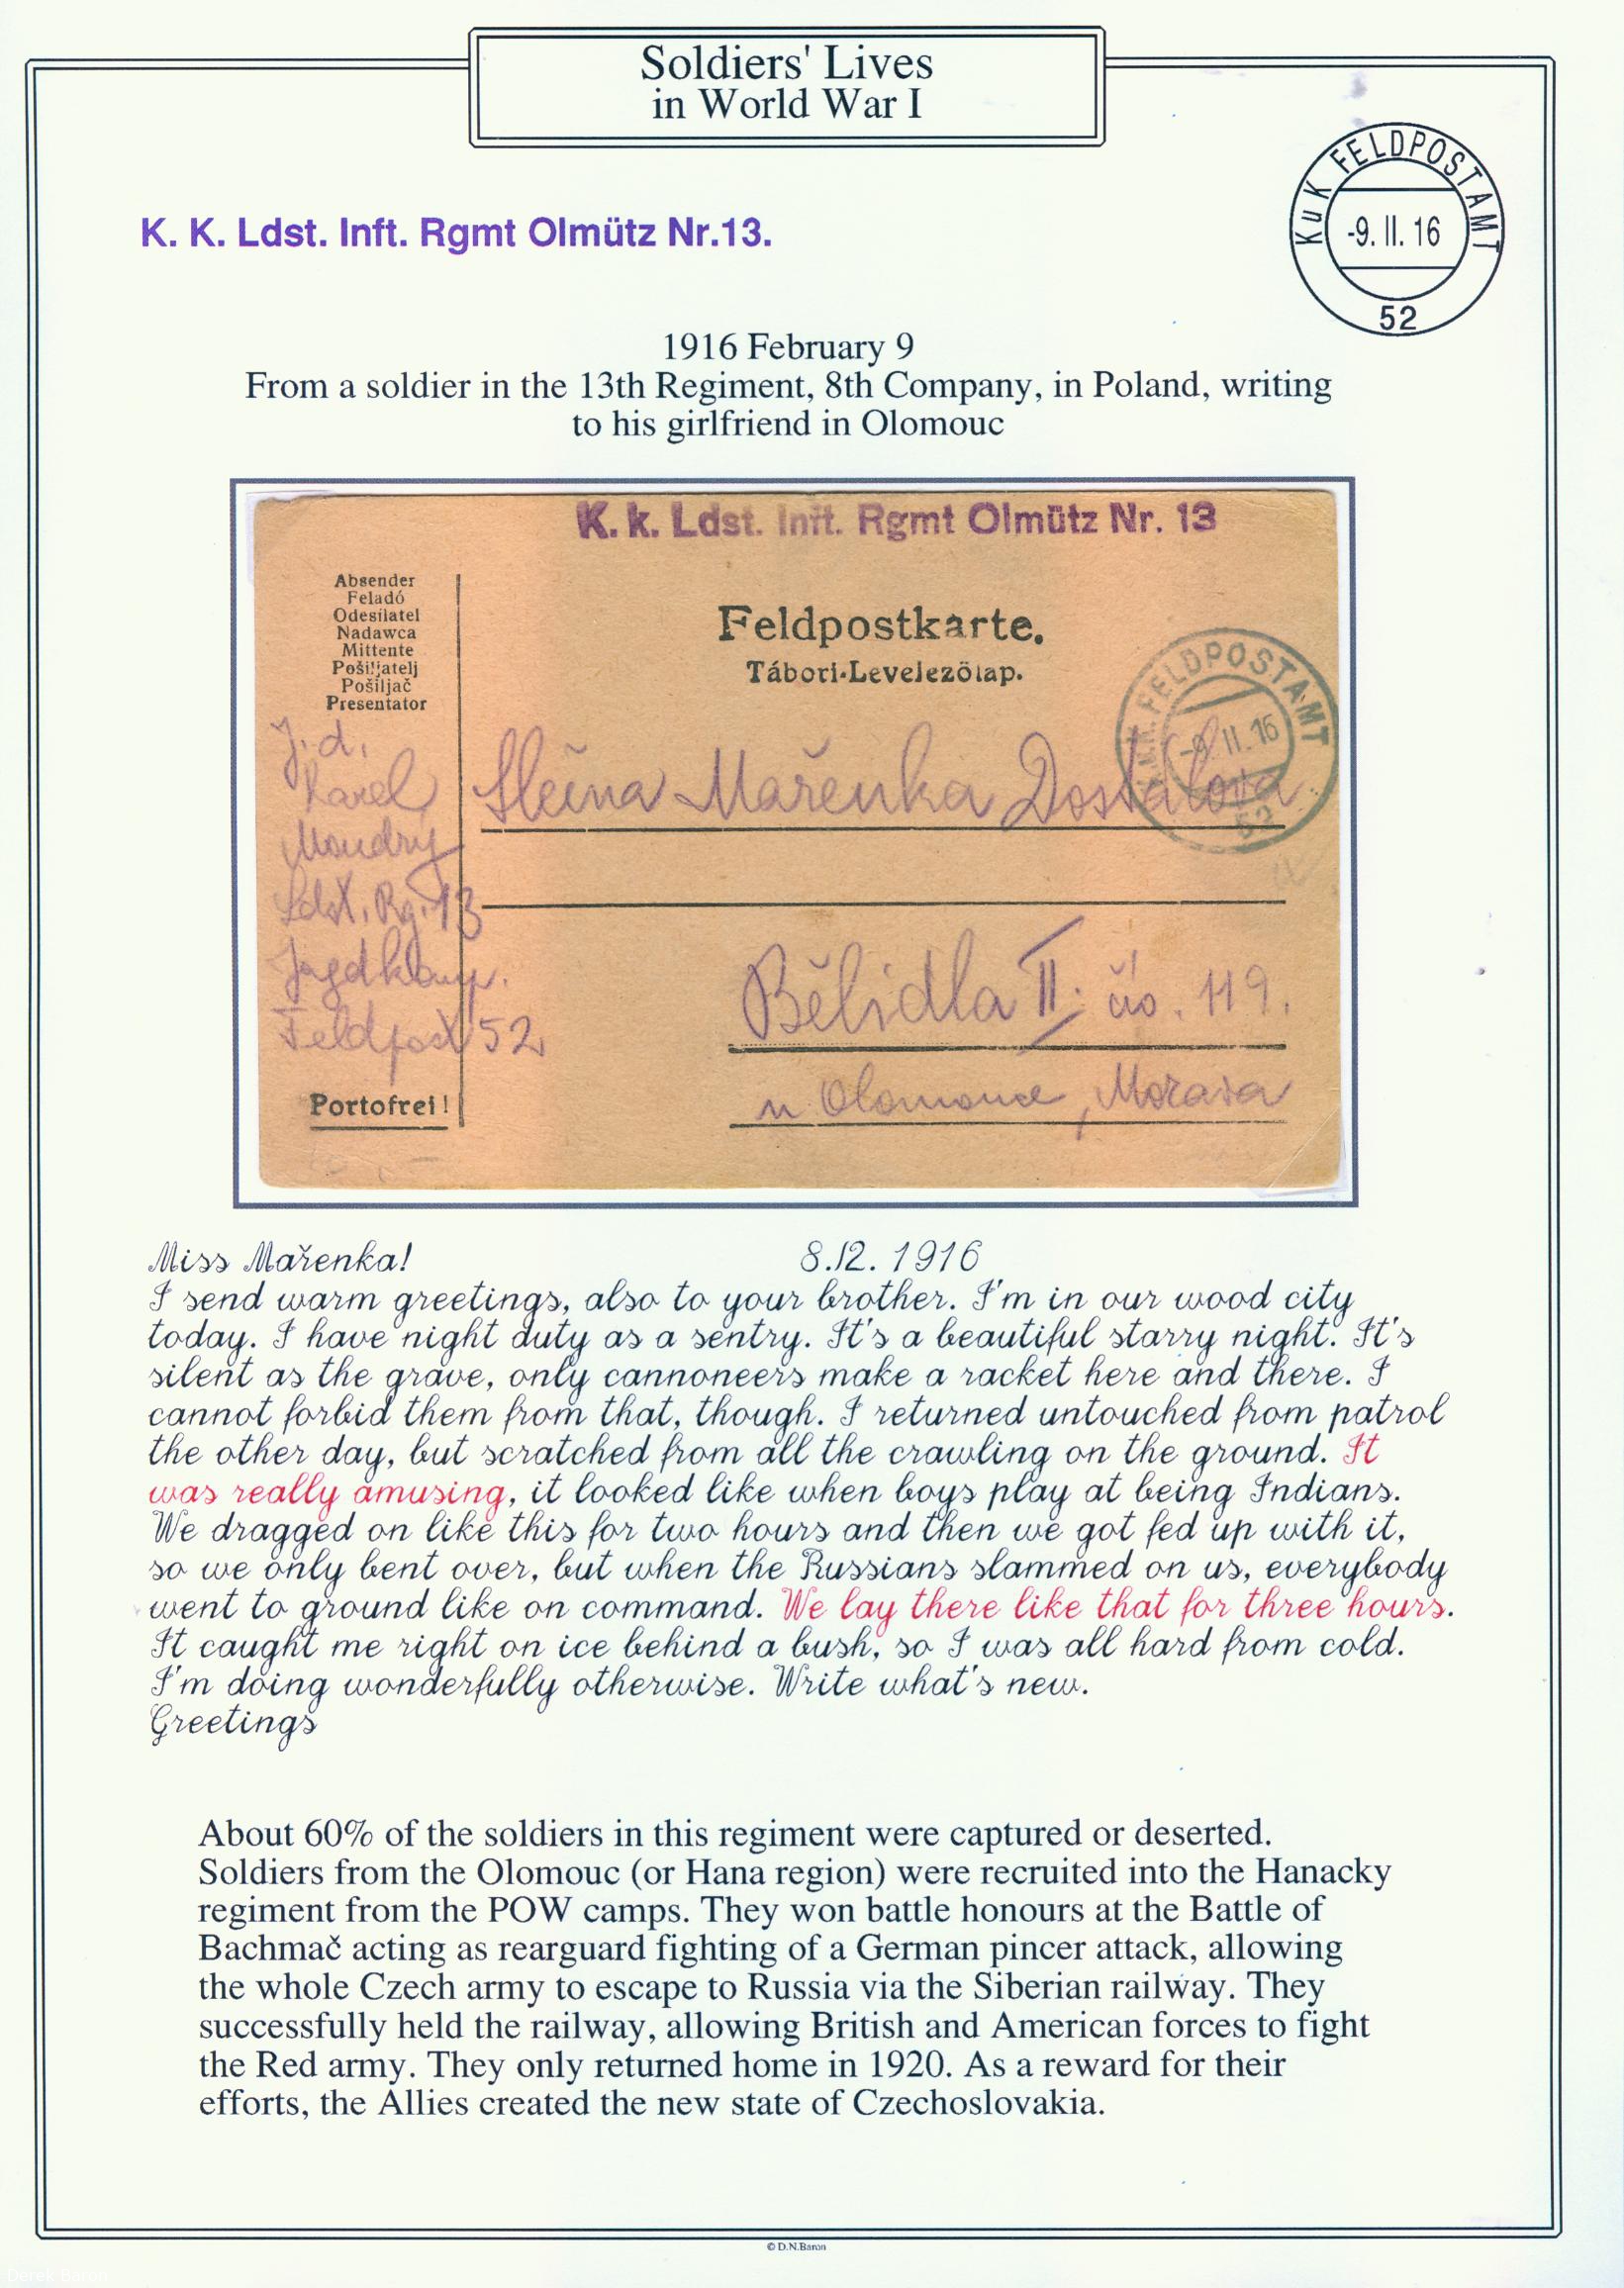 Soldiers' Lives
in World War I
KuK FELDPOSTAMT
-9. II. 16
52
K. K. Ldst. Inft. Rgmt Olmütz Nr.13.
1916 February 9
From a soldier in the 13th Regiment, 8th Company, in Poland, writing
to his girlfriend in Olomouc
K. k. Ldst. Inft. Rgmt Olmütz Nr. 13
Absender
Feladó
Odesílatel
Nadawca
Mittente
Pošiljatelj
Pošiljač
Presentator
Feldpostkarte.
Tábori-Levelezőlap.
K.u.K. FELDPOSTAMT
-9. II. 16
52
J. d.
Karel
Moudrý
Ldst. Rg. 13
Jagdkomp.
Feldpost 52
Slečna Mařenka Dostalova
Bělidla II. čís. 119.
u Olomouce, Morava
Portofrei!
Miss Mařenka! 8.12. 1916
I send warm greetings, also to your brother. I'm in our wood city
today. I have night duty as a sentry. It's a beautiful starry night. It's
silent as the grave, only cannoneers make a racket here and there. I
cannot forbid them from that, though. I returned untouched from patrol
the other day, but scratched from all the crawling on the ground. It
was really amusing, it looked like when boys play at being Indians.
We dragged on like this for two hours and then we got fed up with it,
so we only bent over, but when the Russians slammed on us, everybody
went to ground like on command. We lay there like that for three hours.
It caught me right on ice behind a bush, so I was all hard from cold.
I'm doing wonderfully otherwise. Write what's new.
Greetings
About 60% of the soldiers in this regiment were captured or deserted.
Soldiers from the Olomouc (or Hana region) were recruited into the Hanacky
regiment from the POW camps. They won battle honours at the Battle of
Bachmač acting as rearguard fighting of a German pincer attack, allowing
the whole Czech army to escape to Russia via the Siberian railway. They
successfully held the railway, allowing British and American forces to fight
the Red army. They only returned home in 1920. As a reward for their
efforts, the Allies created the new state of Czechoslovakia.
© D.N.Baron
Derek Baron